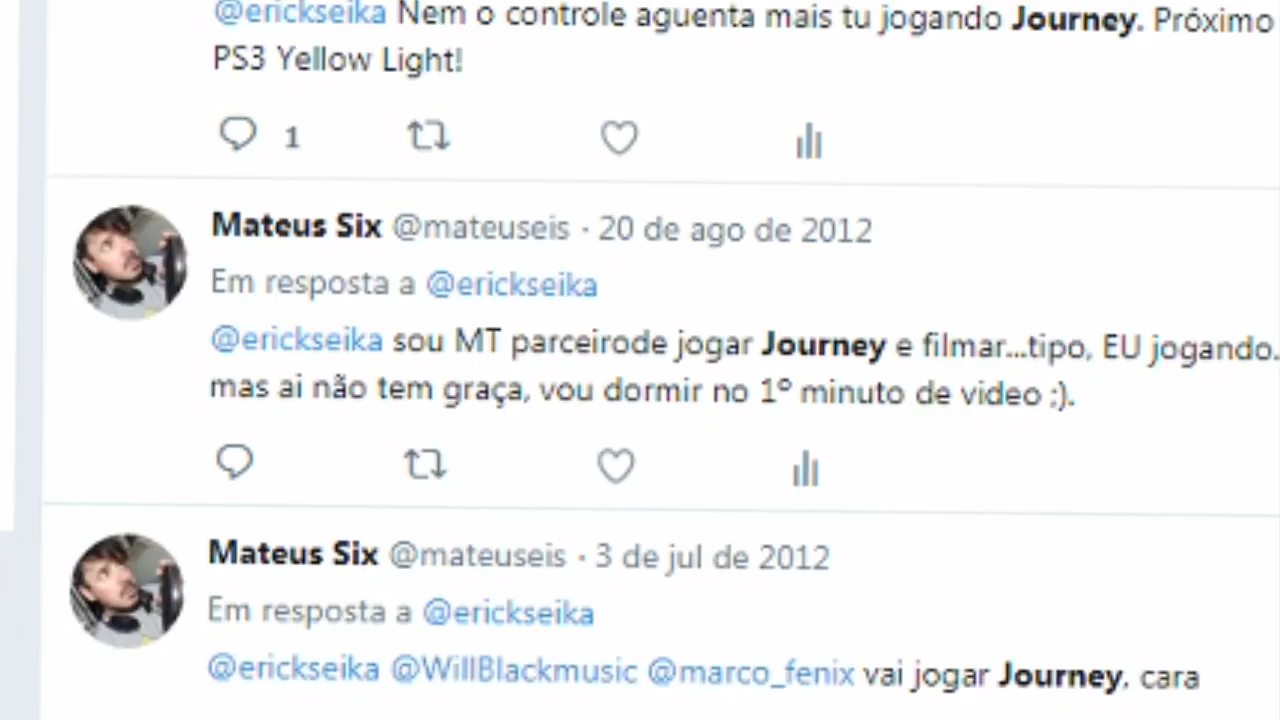 @erickseika Nem o controle aguenta mais tu jogando Journey. Próximo
PS3 Yellow Light!
1
Mateus Six @mateuseis · 20 de ago de 2012
Em resposta a @erickseika
@erickseika sou MT parceirode jogar Journey e filmar...tipo, EU jogando.
mas ai não tem graça, vou dormir no 1º minuto de video ;).
Mateus Six @mateuseis · 3 de jul de 2012
Em resposta a @erickseika
@erickseika @WillBlackmusic @marco_fenix vai jogar Journey. cara